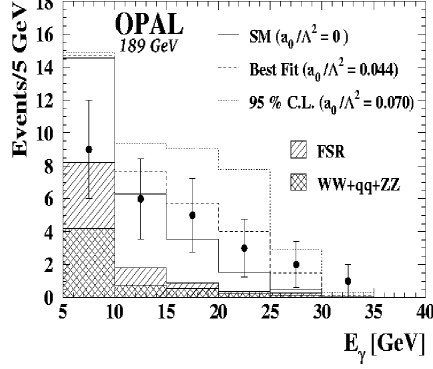 OPAL
189 GeV
SM (a₀/Λ²= 0)
Best Fit (a₀/Λ²= 0.044)
95 % C.L. (a₀/Λ²= 0.070)
FSR
WW+qq+ZZ
Events/5 GeV
18
16
14
12
10
8
6
4
2
0
5 10 15 20 25 30 35 40
Eγ [GeV]